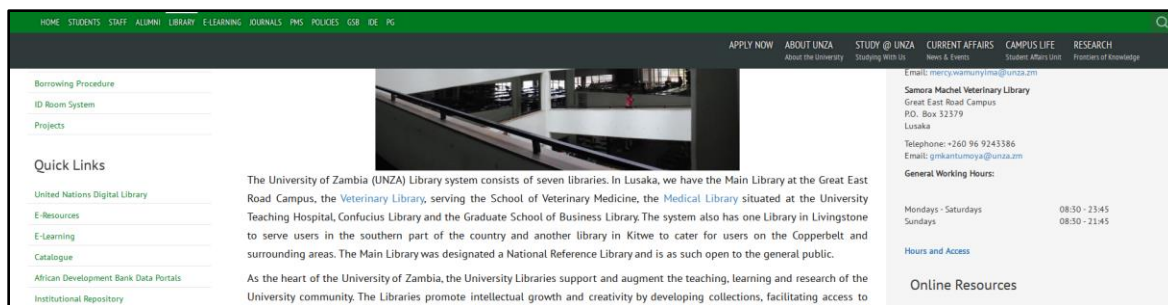 HOME STUDENTS STAFF ALUMNI LIBRARY E-LEARNING JOURNALS PMS POLICIES GSB IDE PG
APPLY NOW ABOUT UNZA STUDY @ UNZA CURRENT AFFAIRS CAMPUS LIFE RESEARCH
About the University Studying With Us News & Events Student Affairs Unit Frontiers of Knowledge
Borrowing Procedure
ID Room System
Projects
Quick Links
United Nations Digital Library
E-Resources
E-Learning
Catalogue
African Development Bank Data Portals
Institutional Repository
The University of Zambia (UNZA) Library system consists of seven libraries. In Lusaka, we have the Main Library at the Great East
Road Campus, the Veterinary Library, serving the School of Veterinary Medicine, the Medical Library situated at the University
Teaching Hospital, Confucius Library and the Graduate School of Business Library. The system also has one Library in Livingstone
to serve users in the southern part of the country and another library in Kitwe to cater for users on the Copperbelt and
surrounding areas. The Main Library was designated a National Reference Library and is as such open to the general public.
As the heart of the University of Zambia, the University Libraries support and augment the teaching, learning and research of the
University community. The Libraries promote intellectual growth and creativity by developing collections, facilitating access to
Email: mercy.wamunyima@unza.zm
Samora Machel Veterinary Library
Great East Road Campus
P.O. Box 32379
Lusaka
Telephone: +260 96 9243386
Email: gmkantumoya@unza.zm
General Working Hours:
Mondays - Saturdays 08:30 - 23:45
Sundays 08:30 - 21:45
Hours and Access
Online Resources